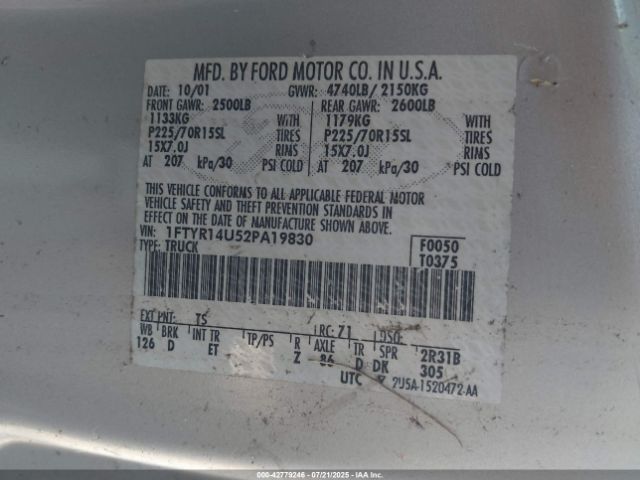 MFD. BY FORD MOTOR CO. IN U.S.A.
DATE: 10/01 GVWR: 4740LB/ 2150KG
FRONT GAWR: 2500LB REAR GAWR: 2600LB
1133KG WITH 1179KG WITH
P225/70R15SL TIRES P225/70R15SL TIRES
15X7.0J RIMS 15X7.0J RIMS
AT 207 kPa/30 PSI COLD AT 207 kPa/30 PSI COLD
THIS VEHICLE CONFORMS TO ALL APPLICABLE FEDERAL MOTOR
VEHICLE SAFETY AND THEFT PREVENTION STANDARDS IN
EFFECT ON THE DATE OF MANUFACTURE SHOWN ABOVE.
VIN: 1FTYR14U52PA19830 F0050
TYPE: TRUCK T0375
EXT PNT: TS RC: 71 DSO:
WB BRK INT TR TP/PS R AXLE TR SPR 2R31B
126 D ET Z 86 D DK 305
UTC 2U5A-1520472-AA
000-42779246 - 07/21/2025 - IAA Inc.